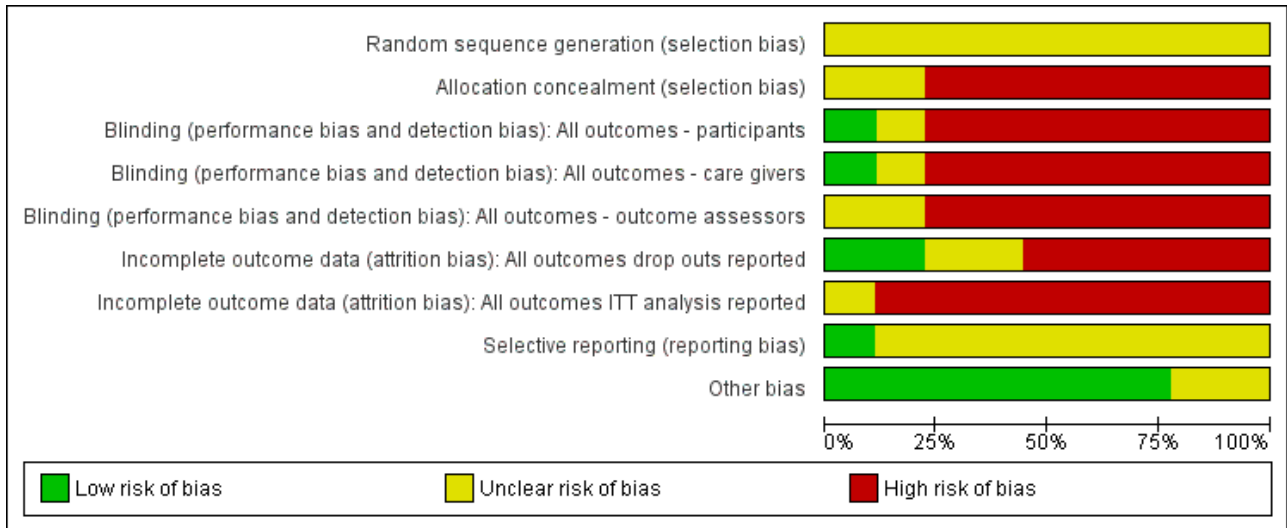 Random sequence generation (selection bias)
Allocation concealment (selection bias)
Blinding (performance bias and detection bias): All outcomes - participants
Blinding (performance bias and detection bias): All outcomes - care givers
Blinding (performance bias and detection bias): All outcomes - outcome assessors
Incomplete outcome data (attrition bias): All outcomes drop outs reported
Incomplete outcome data (attrition bias): All outcomes ITT analysis reported
Selective reporting (reporting bias)
Other bias
0% 25% 50% 75% 100%
Low risk of bias Unclear risk of bias High risk of bias